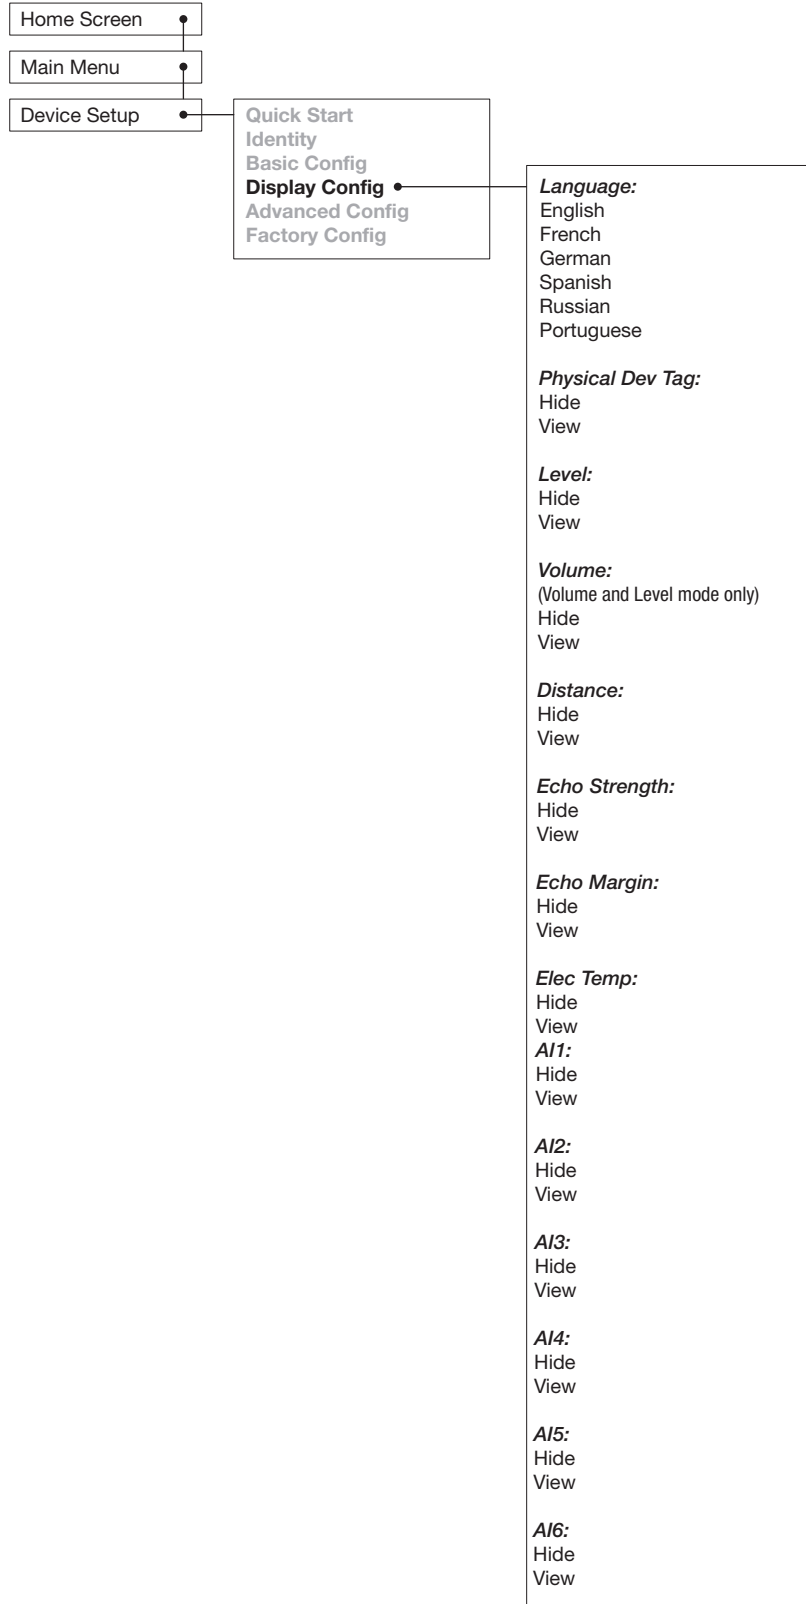 Home Screen
Main Menu
Device Setup
Quick Start
Identity
Basic Config
Display Config
Advanced Config
Factory Config
Language:
English
French
German
Spanish
Russian
Portuguese
Physical Dev Tag:
Hide
View
Level:
Hide
View
Volume:
(Volume and Level mode only)
Hide
View
Distance:
Hide
View
Echo Strength:
Hide
View
Echo Margin:
Hide
View
Elec Temp:
Hide
View
AI1:
Hide
View
AI2:
Hide
View
AI3:
Hide
View
AI4:
Hide
View
AI5:
Hide
View
AI6:
Hide
View